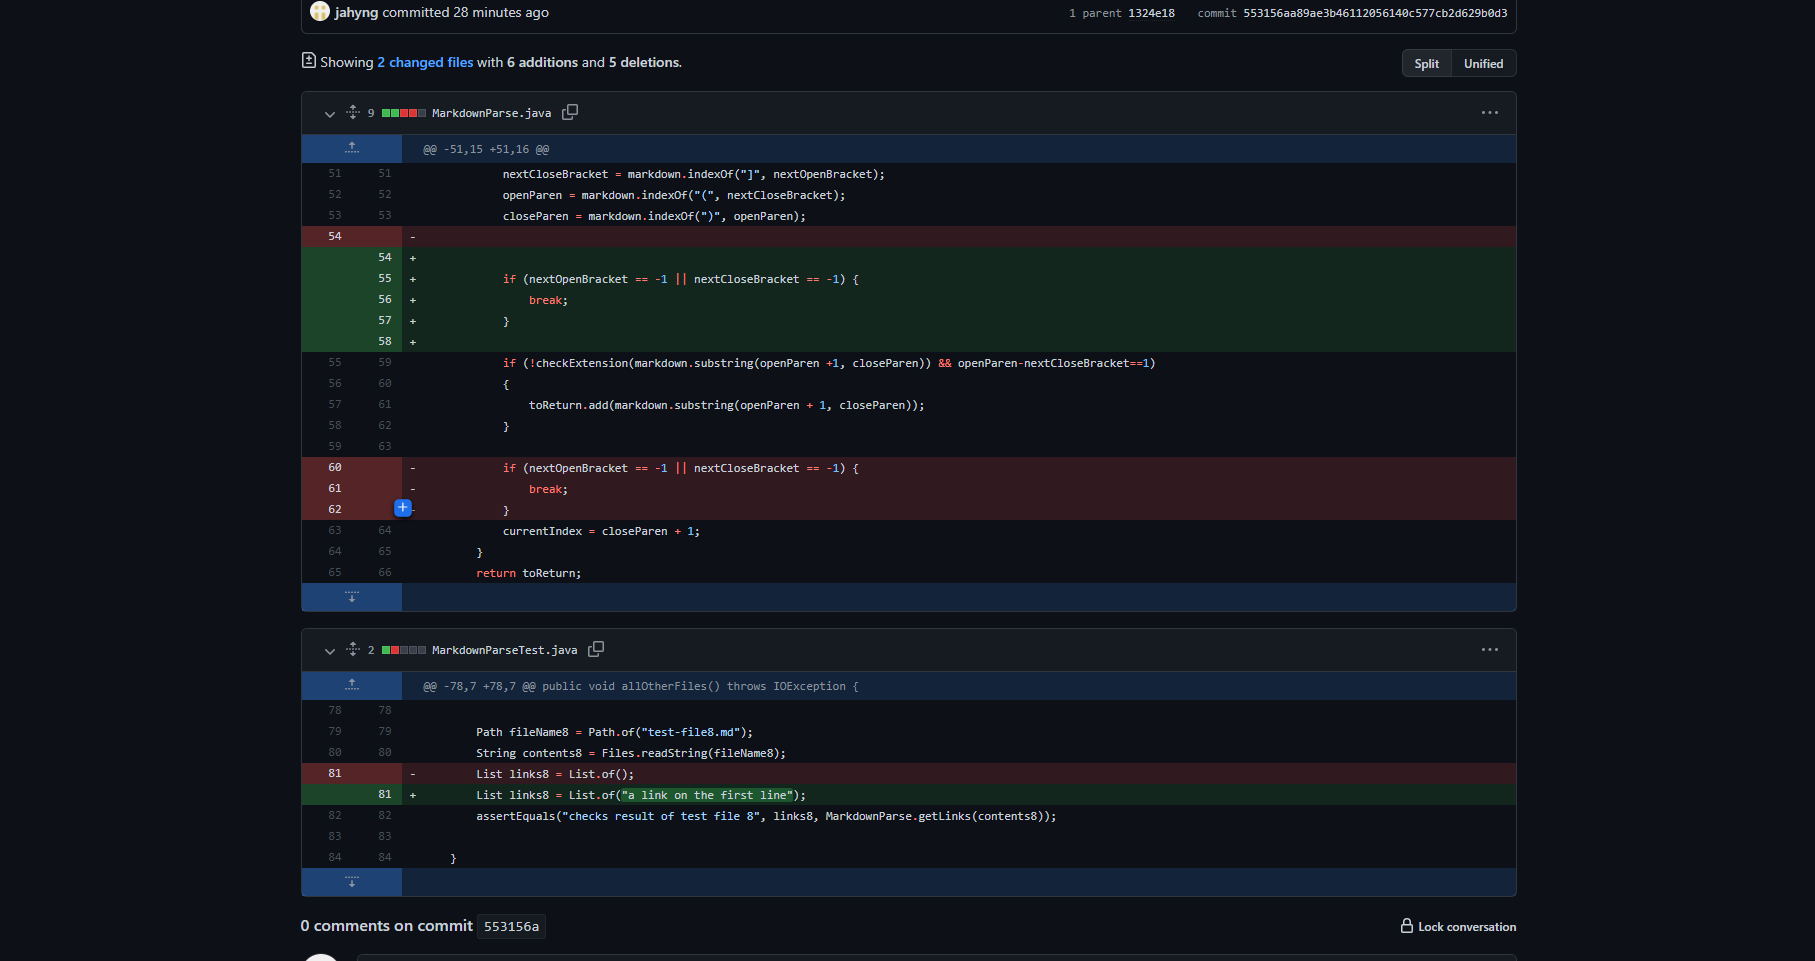 jahyng committed 28 minutes ago 1 parent 1324e18 commit 553156aa89ae3b46112056140c577cb2d629b0d3
Showing 2 changed files with 6 additions and 5 deletions. Split Unified
9 MarkdownParse.java
@@ -51,15 +51,16 @@
51 51 nextCloseBracket = markdown.indexOf("]", nextOpenBracket);
52 52 openParen = markdown.indexOf("(", nextCloseBracket);
53 53 closeParen = markdown.indexOf(")", openParen);
54 -
54 +
55 + if (nextOpenBracket == -1 || nextCloseBracket == -1) {
56 + break;
57 + }
58 +
55 59 if (!checkExtension(markdown.substring(openParen +1, closeParen)) && openParen-nextCloseBracket==1)
56 60 {
57 61 toReturn.add(markdown.substring(openParen + 1, closeParen));
58 62 }
59 63
60 - if (nextOpenBracket == -1 || nextCloseBracket == -1) {
61 - break;
62 - }
63 64 currentIndex = closeParen + 1;
64 65 }
65 66 return toReturn;
2 MarkdownParseTest.java
@@ -78,7 +78,7 @@ public void allOtherFiles() throws IOException {
78 78
79 79 Path fileName8 = Path.of("test-file8.md");
80 80 String contents8 = Files.readString(fileName8);
81 - List links8 = List.of();
81 + List links8 = List.of("a link on the first line");
82 82 assertEquals("checks result of test file 8", links8, MarkdownParse.getLinks(contents8));
83 83
84 84 }
0 comments on commit 553156a Lock conversation